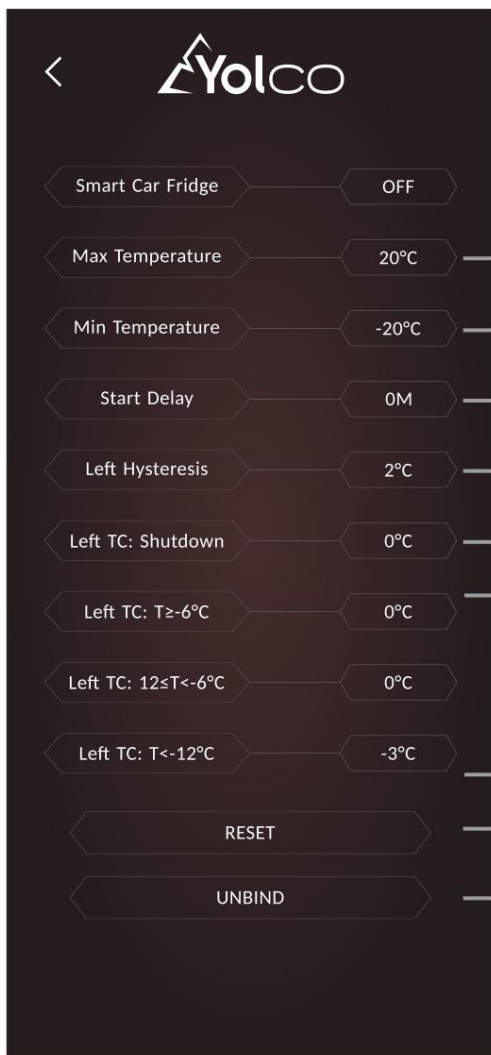 Yolco
Smart Car Fridge OFF
Max Temperature 20°C
Min Temperature -20°C
Start Delay 0M
Left Hysteresis 2°C
Left TC: Shutdown 0°C
Left TC: T≥-6°C 0°C
Left TC: 12≤T<-6°C 0°C
Left TC: T<-12°C -3°C
RESET
UNBIND